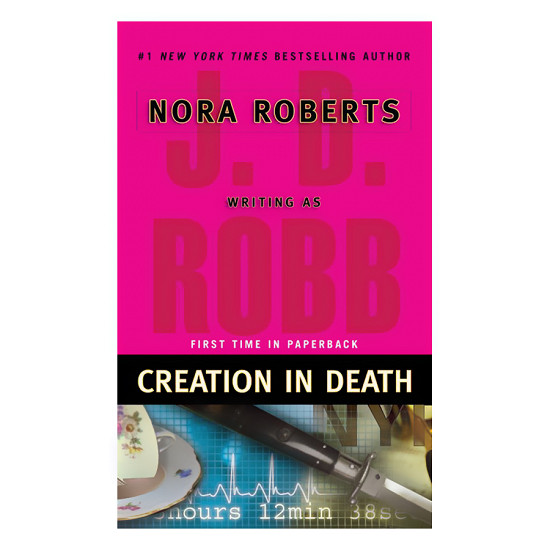 #1 NEW YORK TIMES BESTSELLING AUTHOR
NORA ROBERTS
J. D.
WRITING AS
ROBB
FIRST TIME IN PAPERBACK
CREATION IN DEATH
NY
hours 12min 38sec